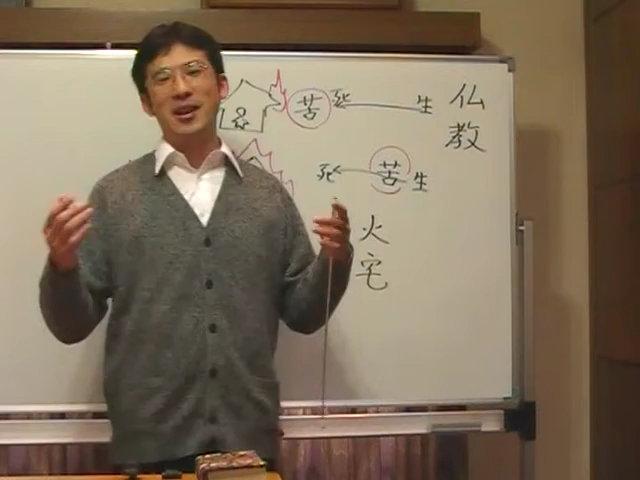 仏教
生 死 苦
生 苦 死
火宅